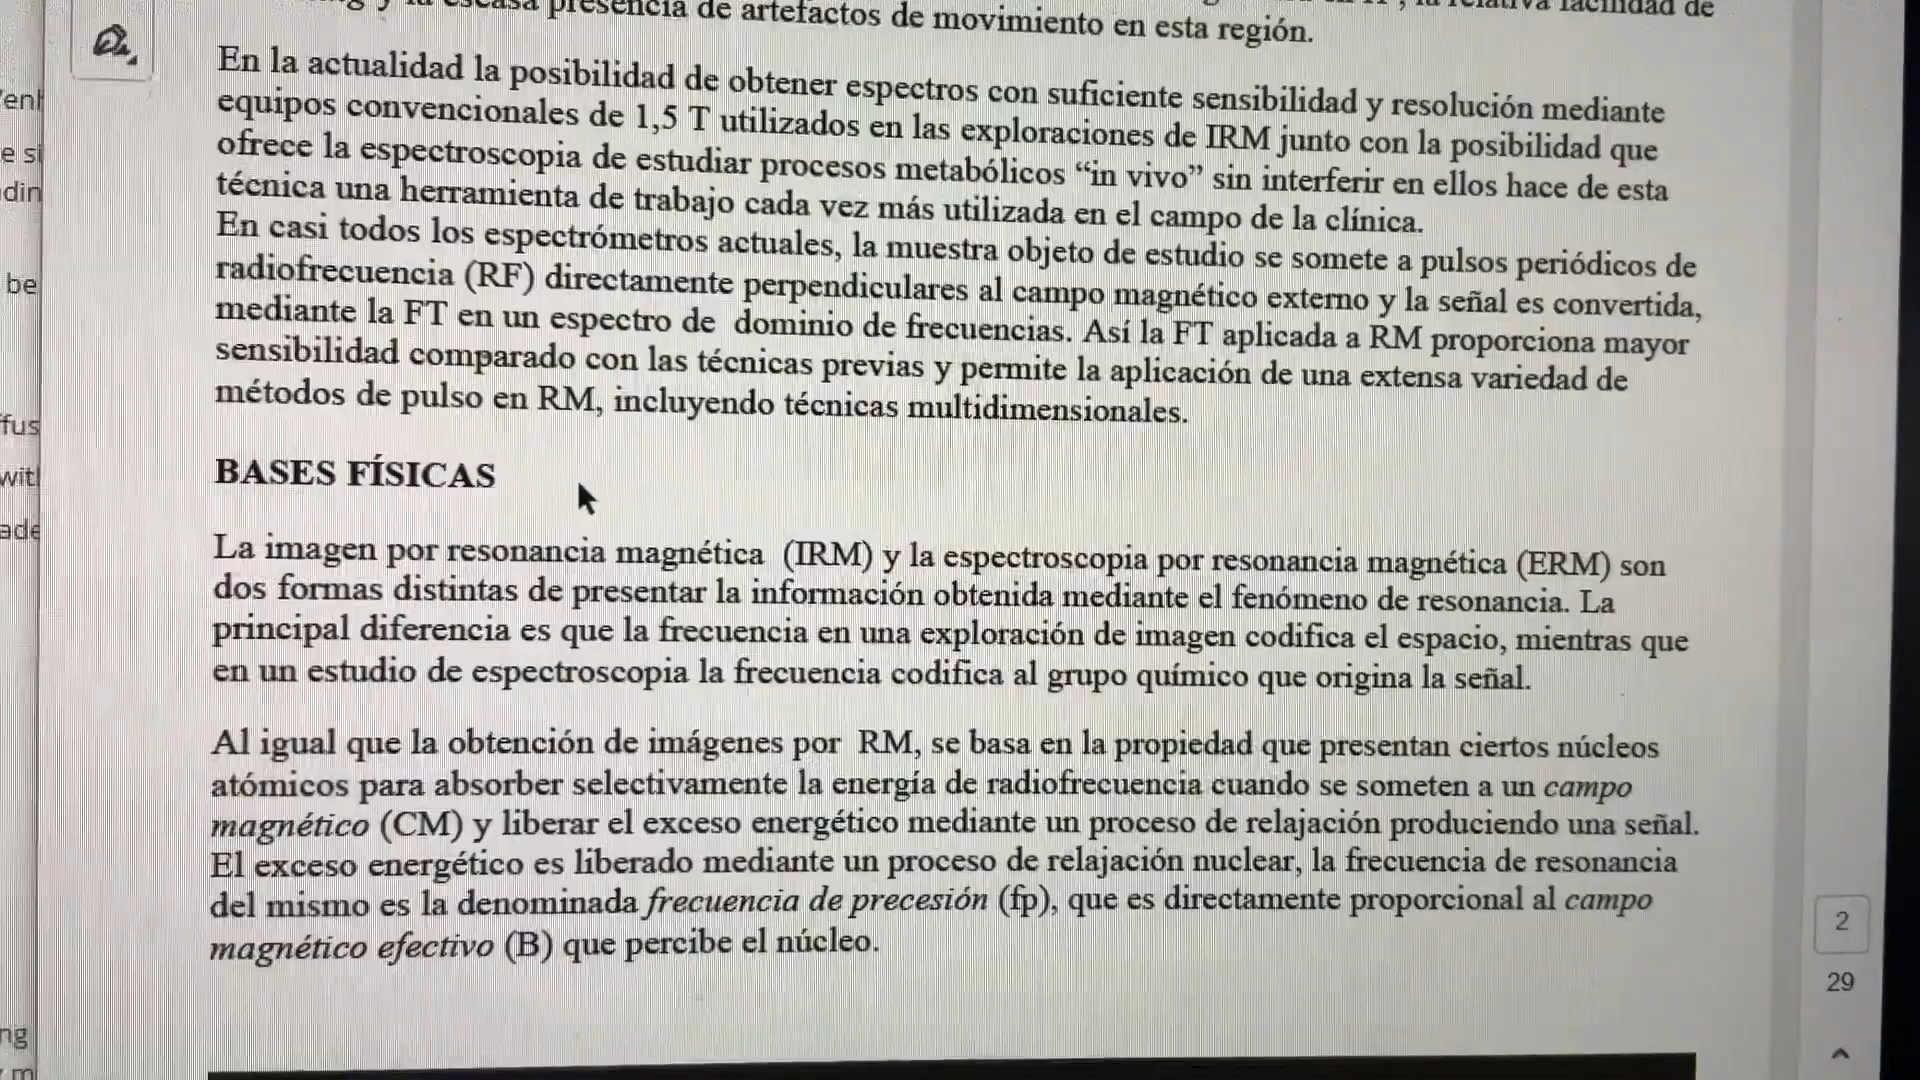 presencia de artefactos de movimiento en esta región.
En la actualidad la posibilidad de obtener espectros con suficiente sensibilidad y resolución mediante
equipos convencionales de 1,5 T utilizados en las exploraciones de IRM junto con la posibilidad que
ofrece la espectroscopia de estudiar procesos metabólicos “in vivo” sin interferir en ellos hace de esta
técnica una herramienta de trabajo cada vez más utilizada en el campo de la clínica.
En casi todos los espectrómetros actuales, la muestra objeto de estudio se somete a pulsos periódicos de
radiofrecuencia (RF) directamente perpendiculares al campo magnético externo y la señal es convertida,
mediante la FT en un espectro de dominio de frecuencias. Así la FT aplicada a RM proporciona mayor
sensibilidad comparado con las técnicas previas y permite la aplicación de una extensa variedad de
métodos de pulso en RM, incluyendo técnicas multidimensionales.
BASES FÍSICAS
La imagen por resonancia magnética (IRM) y la espectroscopia por resonancia magnética (ERM) son
dos formas distintas de presentar la información obtenida mediante el fenómeno de resonancia. La
principal diferencia es que la frecuencia en una exploración de imagen codifica el espacio, mientras que
en un estudio de espectroscopia la frecuencia codifica al grupo químico que origina la señal.
Al igual que la obtención de imágenes por RM, se basa en la propiedad que presentan ciertos núcleos
atómicos para absorber selectivamente la energía de radiofrecuencia cuando se someten a un campo
magnético (CM) y liberar el exceso energético mediante un proceso de relajación produciendo una señal.
El exceso energético es liberado mediante un proceso de relajación nuclear, la frecuencia de resonancia
del mismo es la denominada frecuencia de precesión (fp), que es directamente proporcional al campo
magnético efectivo (B) que percibe el núcleo.
be
2
29